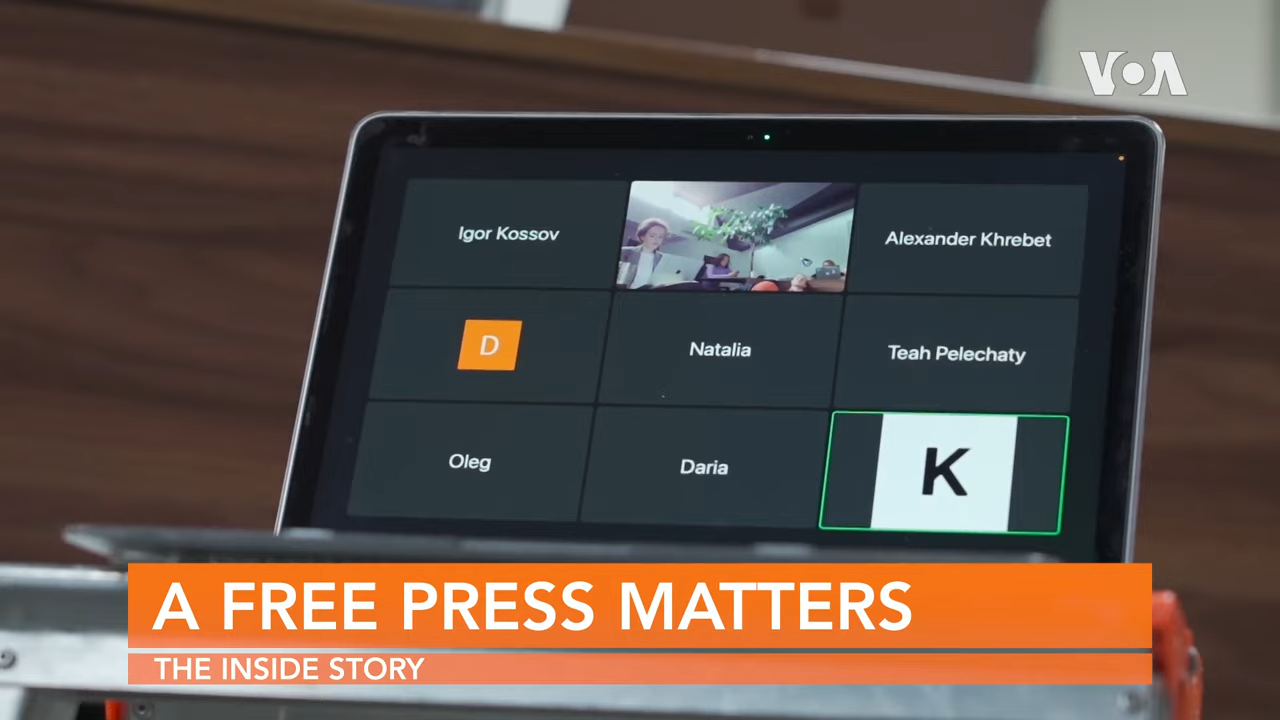 VOA
Igor Kossov
Alexander Khrebet
D
Natalia
Teah Pelechaty
Oleg
Daria
K
A FREE PRESS MATTERS
THE INSIDE STORY